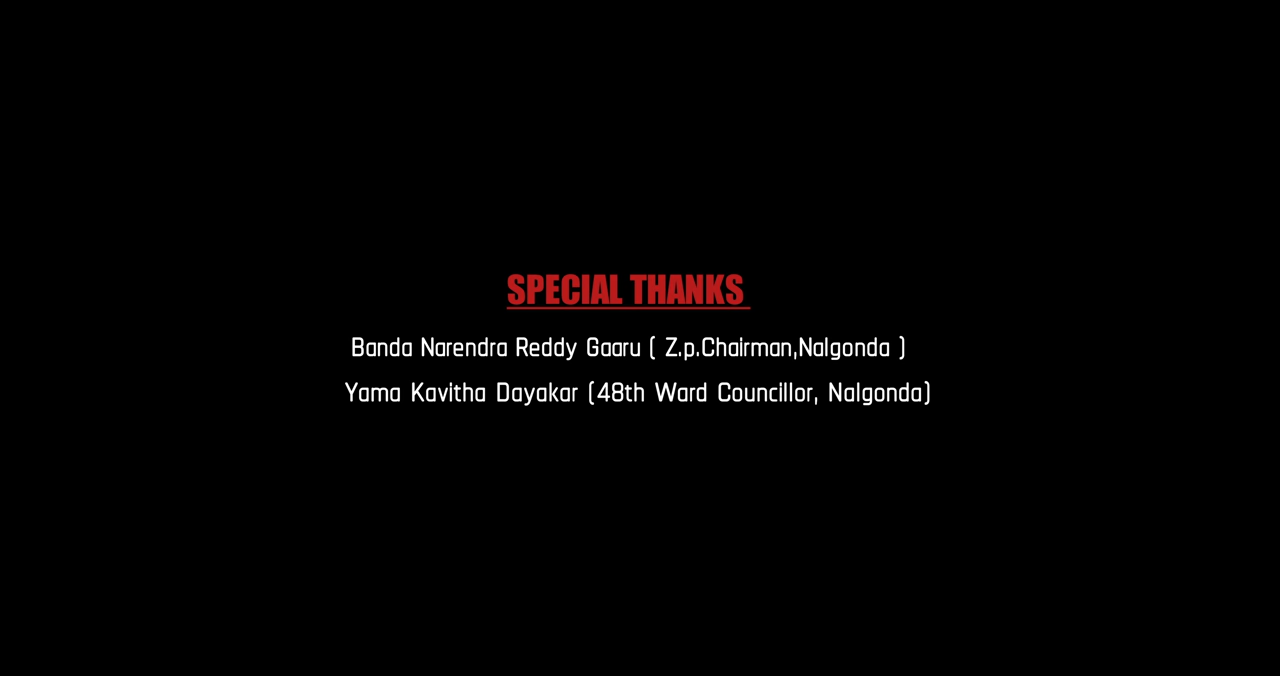 SPECIAL THANKS
Banda Narendra Reddy Gaaru ( Z.p.Chairman,Nalgonda )
Yama Kavitha Dayakar (48th Ward Councillor, Nalgonda)